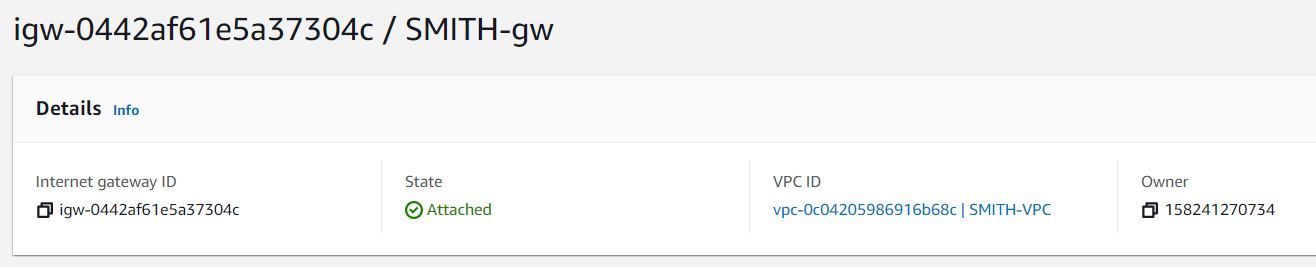 igw-0442af61e5a37304c / SMITH-gw
Details Info
Internet gateway ID
igw-0442af61e5a37304c
State
Attached
VPC ID
vpc-0c04205986916b68c | SMITH-VPC
Owner
158241270734